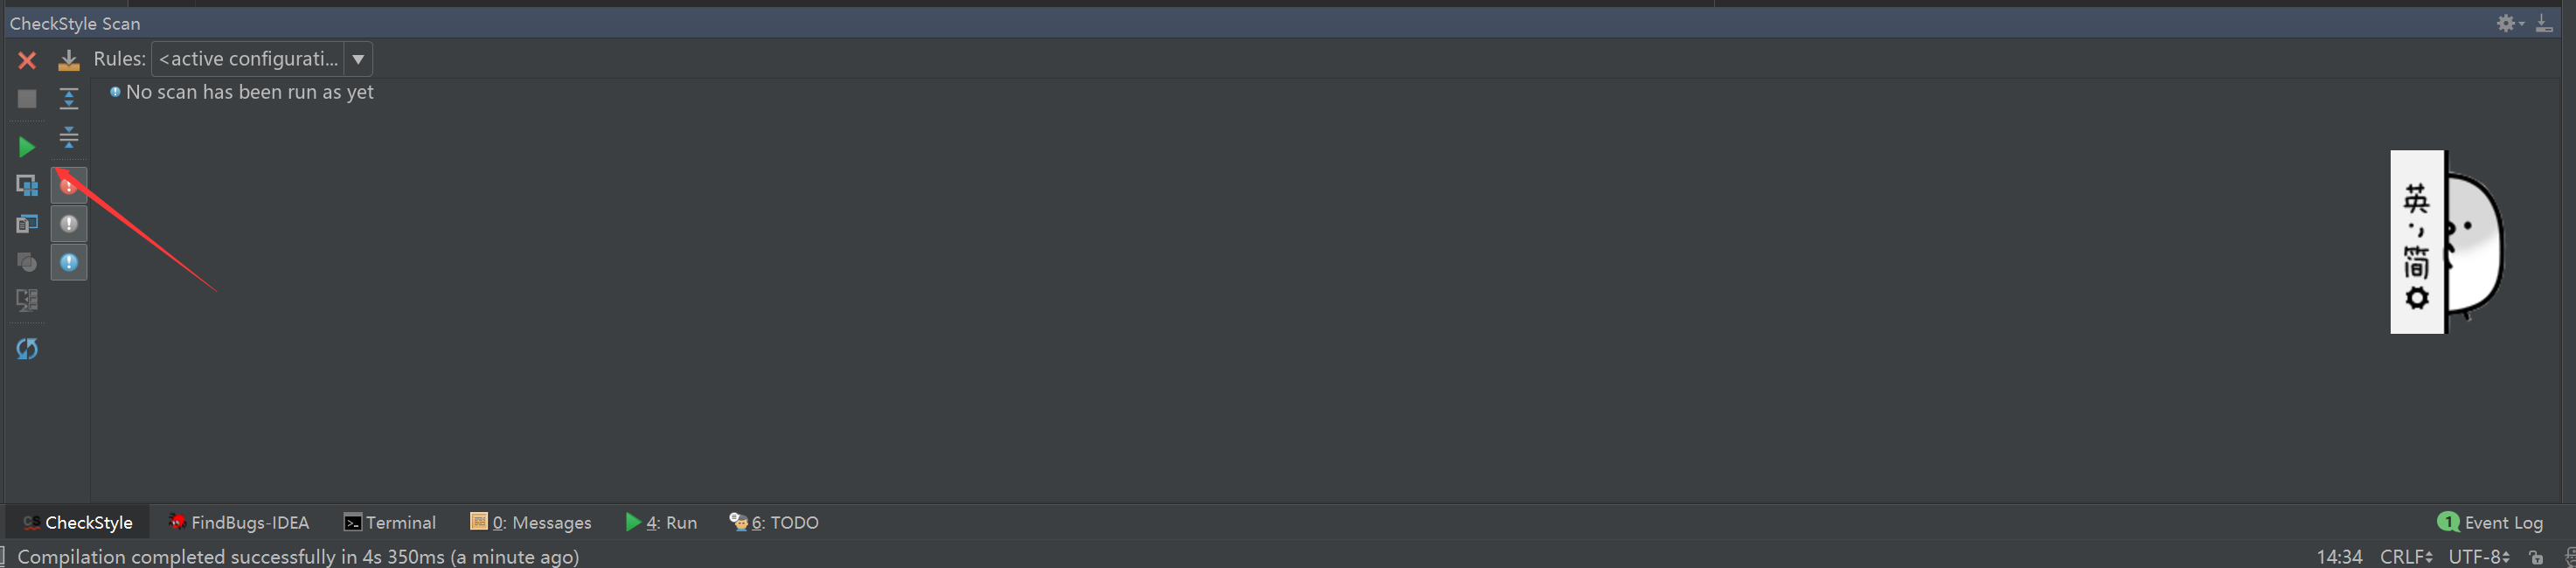 CheckStyle Scan
Rules: <active configurati...
No scan has been run as yet
英
·,
简
CS CheckStyle FindBugs-IDEA Terminal 0: Messages 4: Run 6: TODO 1 Event Log
Compilation completed successfully in 4s 350ms (a minute ago) 14:34 CRLF UTF-8